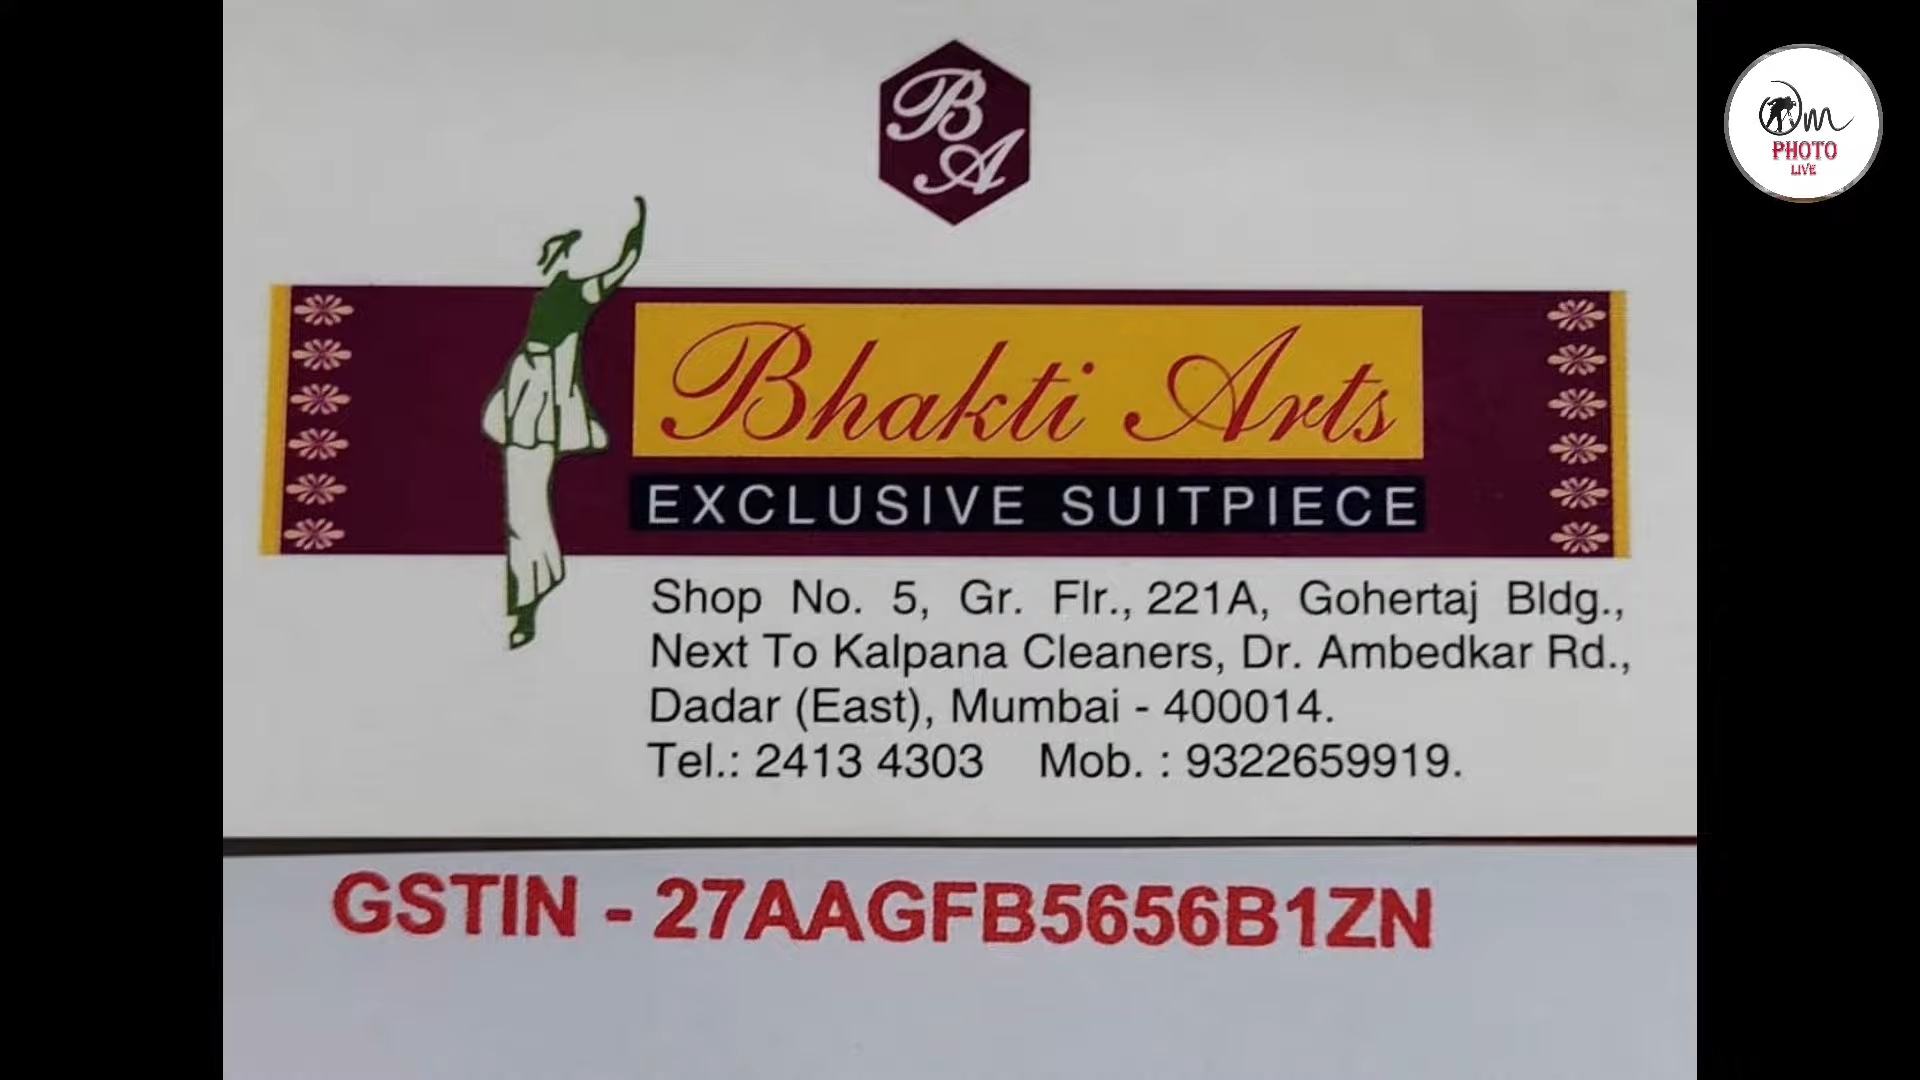 B
A
Bhakti Arts
EXCLUSIVE SUITPIECE
Shop No. 5, Gr. Flr., 221A, Gohertaj Bldg.,
Next To Kalpana Cleaners, Dr. Ambedkar Rd.,
Dadar (East), Mumbai - 400014.
Tel.: 2413 4303 Mob. : 9322659919.
GSTIN - 27AAGFB5656B1ZN
Om
PHOTO
LIVE